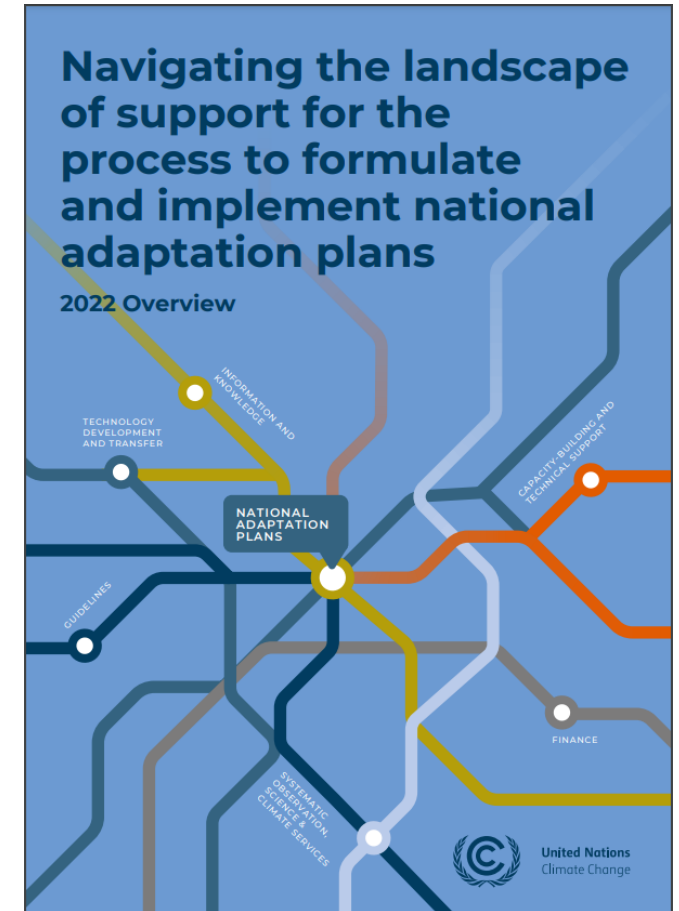 Navigating the landscape
of support for the
process to formulate
and implement national
adaptation plans
2022 Overview
INFORMATION AND
KNOWLEDGE
TECHNOLOGY
DEVELOPMENT
AND TRANSFER
CAPACITY-BUILDING AND
TECHNICAL SUPPORT
NATIONAL
ADAPTATION
PLANS
GUIDELINES
FINANCE
SYSTEMATIC
OBSERVATION,
SCIENCE &
CLIMATE SERVICES
United Nations
Climate Change